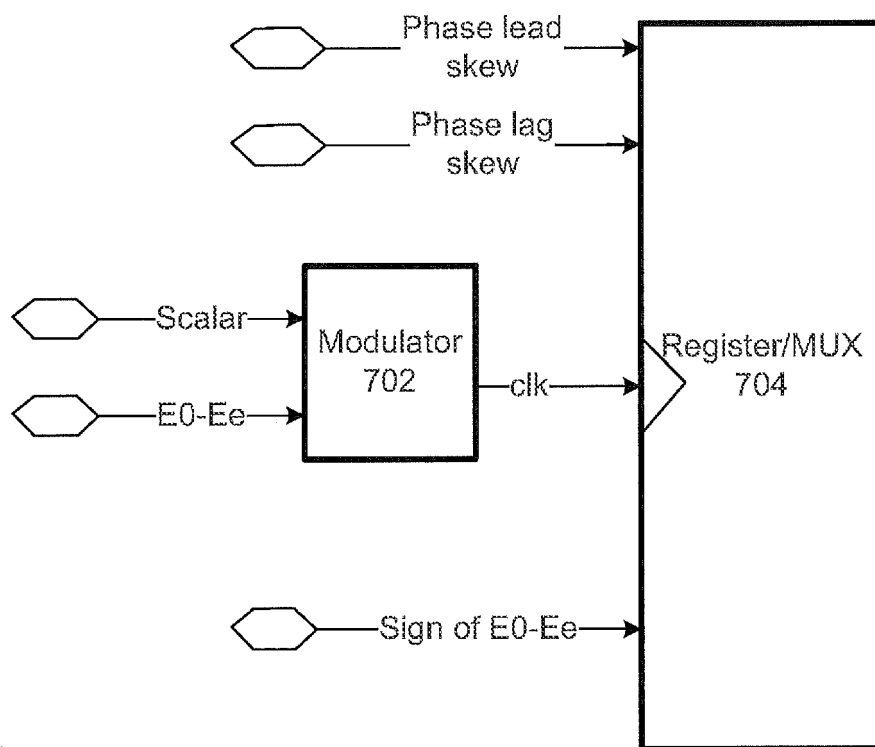 Phase lead
skew
Phase lag
skew
Scalar
Modulator
702
E0-Ee
clk
Register/MUX
704
Sign of E0-Ee